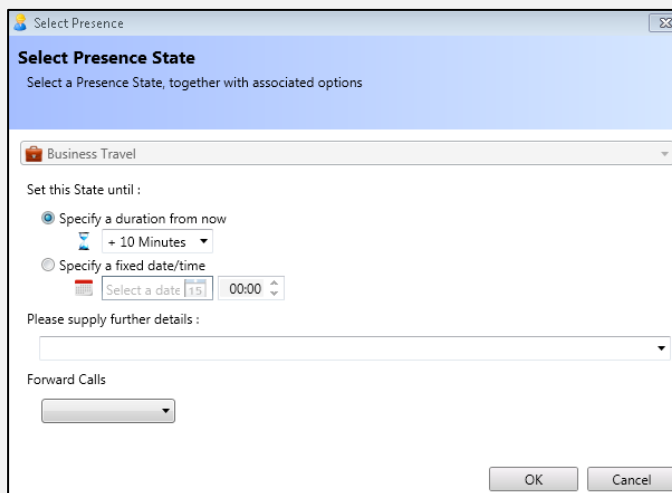 Select Presence
Select Presence State
Select a Presence State, together with associated options
Business Travel
Set this State until :
Specify a duration from now
+ 10 Minutes
Specify a fixed date/time
Select a date 15 00:00
Please supply further details :
Forward Calls
OK Cancel